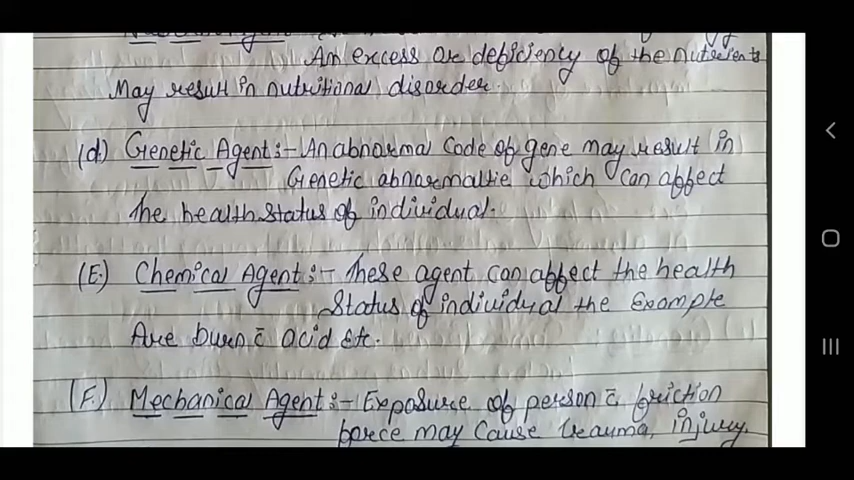 An excess or deficiency of the nutrients
May result in nutritional disorder.
(d.) Genetic Agent :- An abnormal Code of gene may result in
Genetic abnormaltie which can affect
The health status of individual.
(E.) Chemical Agent :- These agent can affect the health
Status of individual the Example
Are burn c̄ acid etc.
(F.) Mechanical Agent :- Exposure of person c̄ friction
force may Cause trauma, injury.